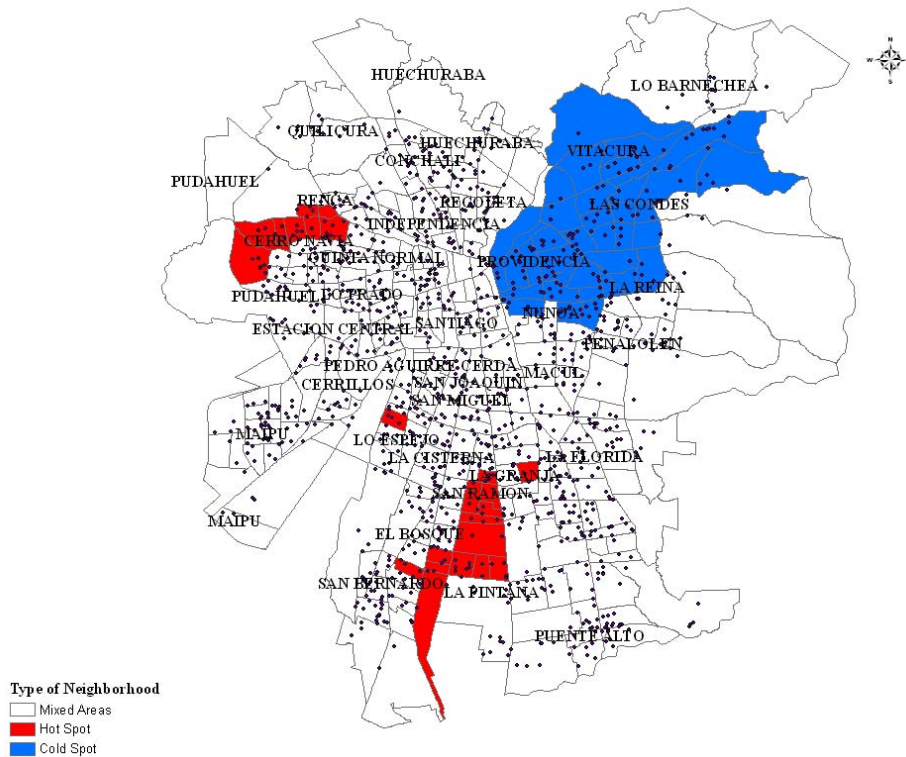 HUECHURABA
N
W E
S
LO BARNECHEA
QUILICURA
HUECHURABA
CONCHALI
VITACURA
PUDAHUEL
RENCA
RECOLETA
LAS CONDES
INDEPENDENCIA
CERRO NAVIA
QUINTA NORMAL
PROVIDENCIA
PUDAHUEL
LO PRADO
LA REINA
NUNOA
ESTACION CENTRAL
SANTIAGO
PENALOLEN
PEDRO AGUIRRE CERDA
MACUL
CERRILLOS
SAN JOAQUIN
SAN MIGUEL
MAIPU
LO ESPEJO
LA CISTERNA
LA FLORIDA
LA GRANJA
SAN RAMON
MAIPU
EL BOSQUE
SAN BERNARDO
LA PINTANA
PUENTE ALTO
Type of Neighborhood
Mixed Areas
Hot Spot
Cold Spot